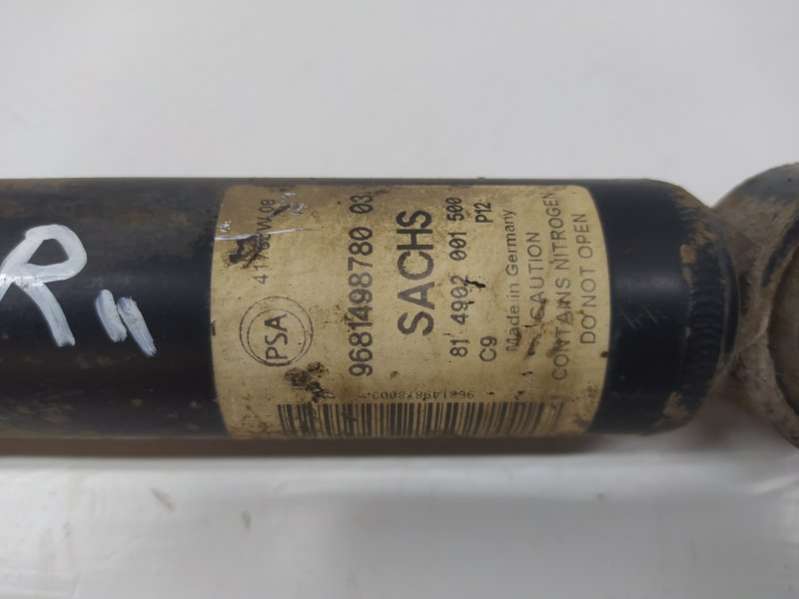 R
PSA
9681498780 03
SACHS
81 4902 001 500
C9 P12
Made in Germany
CAUTION
CONTAINS NITROGEN
DO NOT OPEN